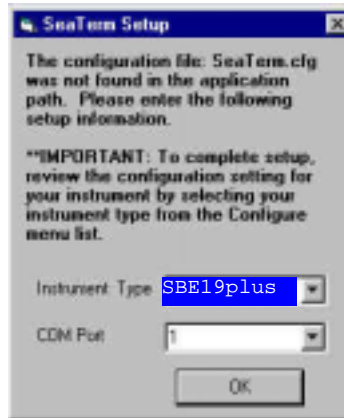 SeaTerm Setup
The configuration file: SeaTerm.cfg
was not found in the application
path. Please enter the following
setup information.
**IMPORTANT: To complete setup,
review the configuration setting for
your instrument by selecting your
instrument type from the Configure
menu list.
Instrument Type SBE19plus
COM Port 1
OK